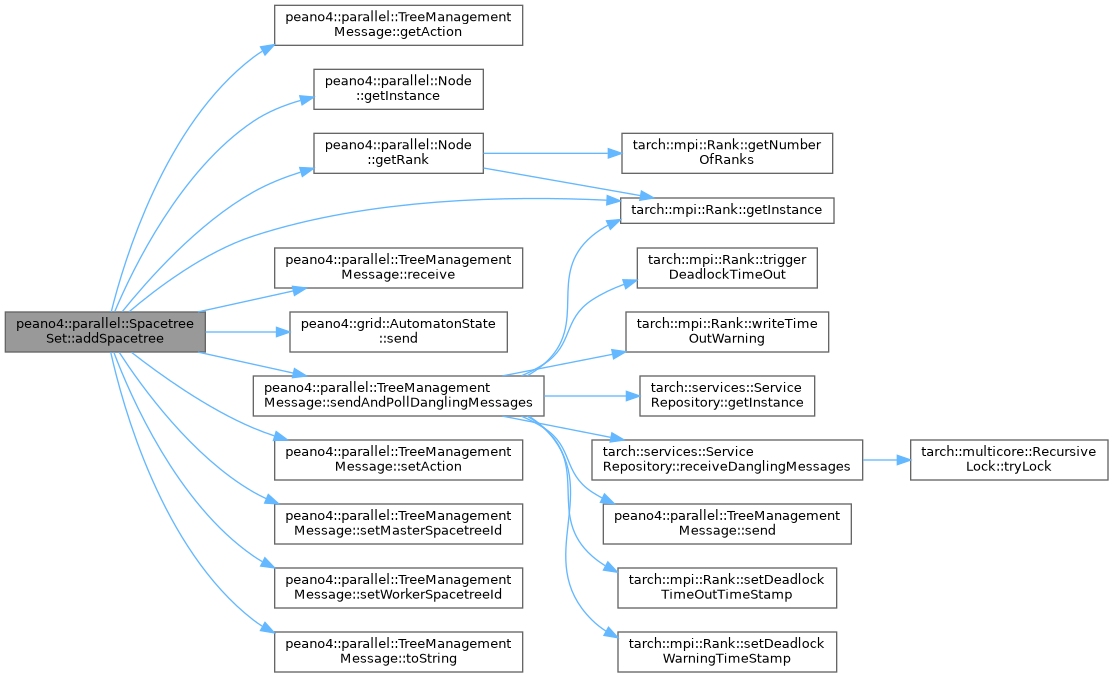 peano4::parallel::TreeManagement
Message::getAction
peano4::parallel::Node
::getInstance
peano4::parallel::Node
::getRank
tarch::mpi::Rank::getNumber
OfRanks
tarch::mpi::Rank::getInstance
peano4::parallel::TreeManagement
Message::receive
tarch::mpi::Rank::trigger
DeadlockTimeOut
peano4::parallel::Spacetree
Set::addSpacetree
peano4::grid::AutomatonState
::send
tarch::mpi::Rank::writeTime
OutWarning
peano4::parallel::TreeManagement
Message::sendAndPollDanglingMessages
tarch::services::Service
Repository::getInstance
peano4::parallel::TreeManagement
Message::setAction
tarch::services::Service
Repository::receiveDanglingMessages
tarch::multicore::Recursive
Lock::tryLock
peano4::parallel::TreeManagement
Message::setMasterSpacetreeId
peano4::parallel::TreeManagement
Message::send
peano4::parallel::TreeManagement
Message::setWorkerSpacetreeId
tarch::mpi::Rank::setDeadlock
TimeOutTimeStamp
peano4::parallel::TreeManagement
Message::toString
tarch::mpi::Rank::setDeadlock
WarningTimeStamp